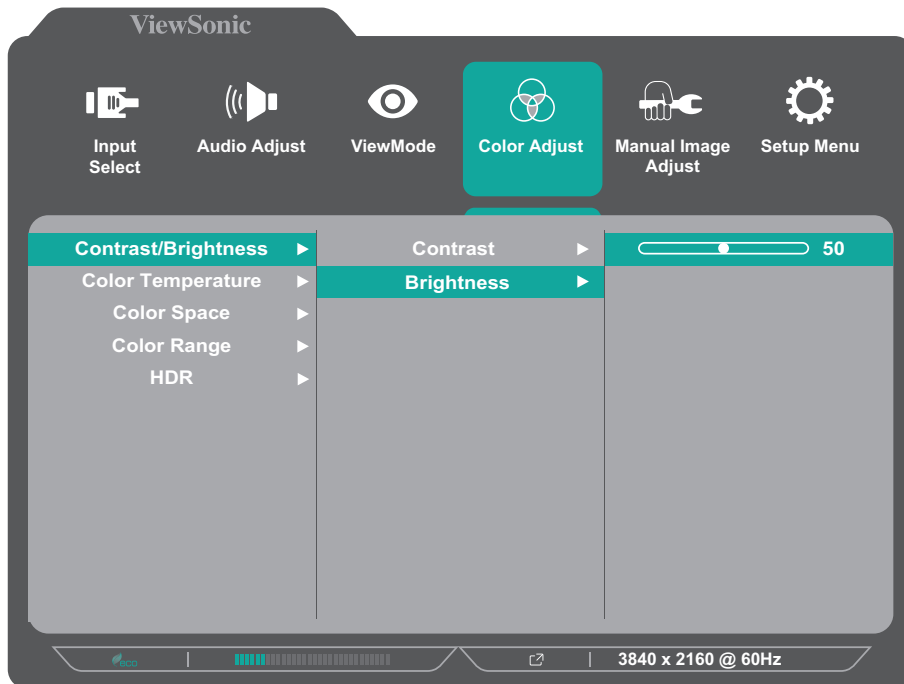 ViewSonic
Input
Select
Audio Adjust
ViewMode
Color Adjust
Manual Image
Adjust
Setup Menu
Contrast/Brightness
Contrast
50
Color Temperature
Brightness
Color Space
Color Range
HDR
eco
3840 x 2160 @ 60Hz